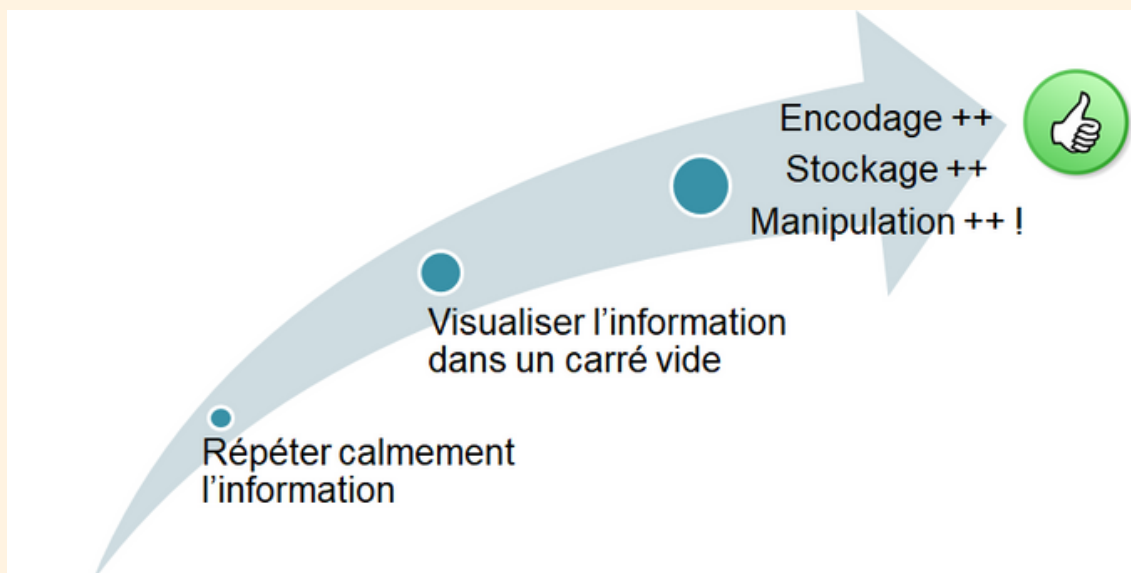 Encodage ++
Stockage ++
Manipulation ++ !
Visualiser l'information
dans un carré vide
Répéter calmement
l'information